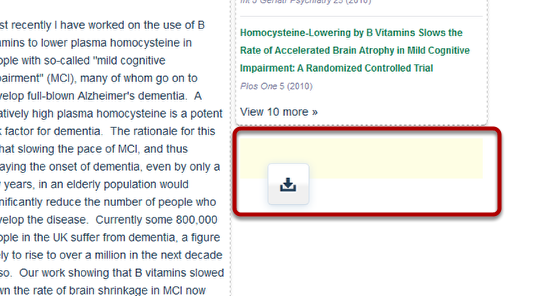 st recently I have worked on the use of B
mins to lower plasma homocysteine in
ple with so-called "mild cognitive
airment" (MCI), many of whom go on to
elop full-blown Alzheimer's dementia. A
atively high plasma homocysteine is a potent
k factor for dementia. The rationale for this
hat slowing the pace of MCI, and thus
aying the onset of dementia, even by only a
years, in an elderly population would
nificantly reduce the number of people who
velop the disease. Currently some 800,000
ple in the UK suffer from dementia, a figure
ly to rise to over a million in the next decade
so. Our work showing that B vitamins slowed
n the rate of brain shrinkage in MCI now
Int J Geriatr Psychiatry 25 (2010)
Homocysteine-Lowering by B Vitamins Slows the
Rate of Accelerated Brain Atrophy in Mild Cognitive
Impairment: A Randomized Controlled Trial
Plos One 5 (2010)
View 10 more »